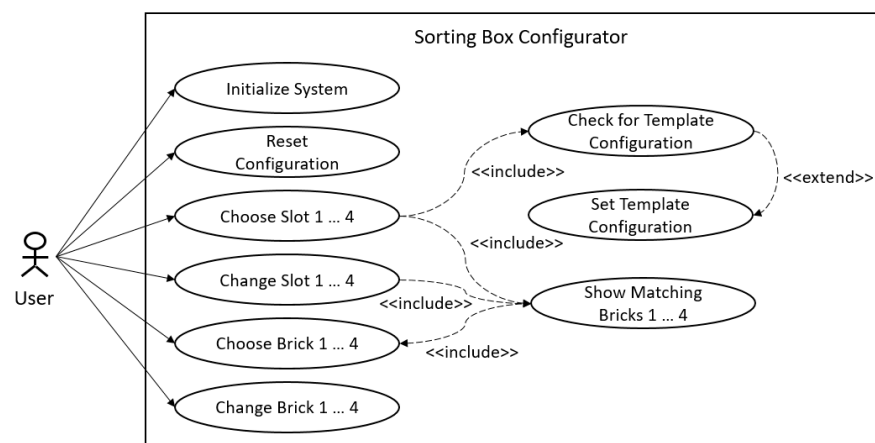 Sorting Box Configurator
Initialize System
Reset
Configuration
Choose Slot 1 ... 4
Change Slot 1 ... 4
Choose Brick 1 ... 4
Change Brick 1 ... 4
User
Check for Template
Configuration
<<include>>
<<extend>>
Set Template
Configuration
<<include>>
<<include>>
Show Matching
Bricks 1 ... 4
<<include>>